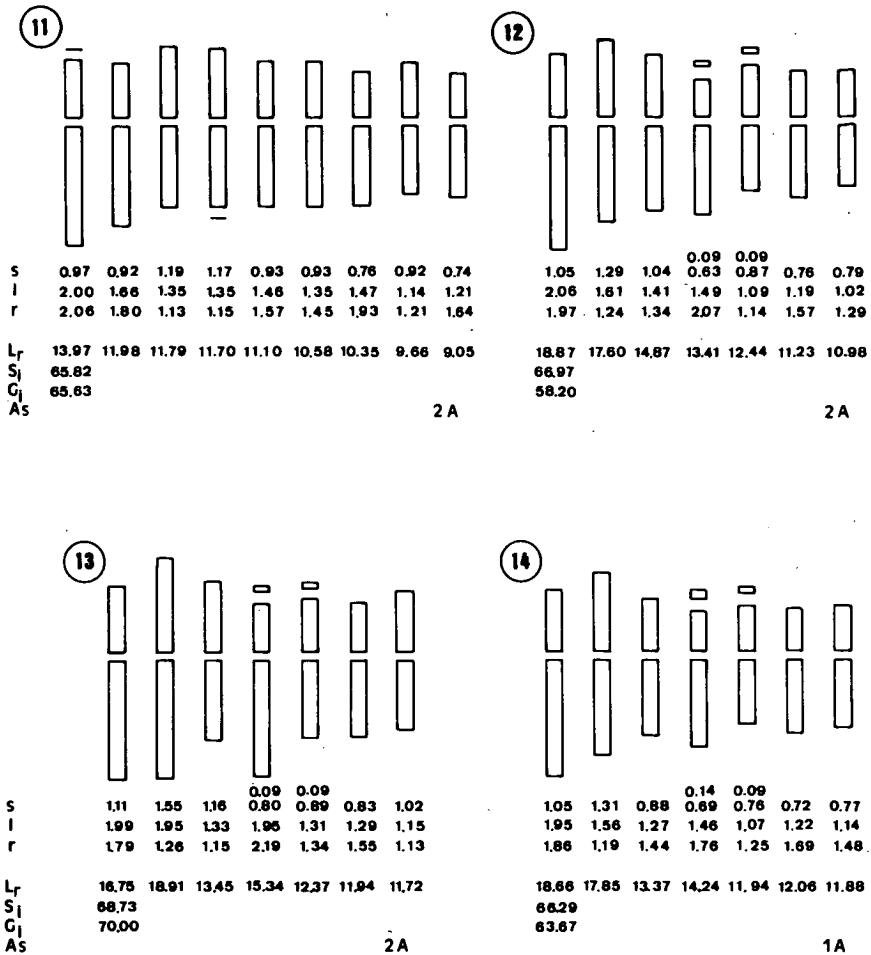 11
12
0.09 0.09
S 0.97 0.92 1.19 1.17 0.93 0.93 0.76 0.92 0.74 1.05 1.29 1.04 0.63 0.87 0.76 0.79
l 2.00 1.66 1.35 1.35 1.46 1.35 1.47 1.14 1.21 2.06 1.61 1.41 1.49 1.09 1.19 1.02
r 2.06 1.80 1.13 1.15 1.57 1.45 1.93 1.21 1.64 1.97 1.24 1.34 2.07 1.14 1.57 1.29
Lr 13.97 11.98 11.79 11.70 11.10 10.58 10.35 9.66 9.05 18.87 17.60 14.87 13.41 12.44 11.23 10.98
Si 65.82 66.97
Gi 65.63 58.20
As 2A 2A
13
14
0.09 0.09 0.14 0.09
S 1.11 1.55 1.16 0.80 0.89 0.83 1.02 1.05 1.31 0.88 0.69 0.76 0.72 0.77
l 1.99 1.95 1.33 1.95 1.31 1.29 1.15 1.95 1.56 1.27 1.46 1.07 1.22 1.14
r 1.79 1.26 1.15 2.19 1.34 1.55 1.13 1.86 1.19 1.44 1.76 1.25 1.69 1.48
Lr 16.75 18.91 13.45 15.34 12.37 11.94 11.72 18.66 17.85 13.37 14.24 11.94 12.06 11.88
Si 68.73 66.29
Gi 70.00 63.67
As 2A 1A